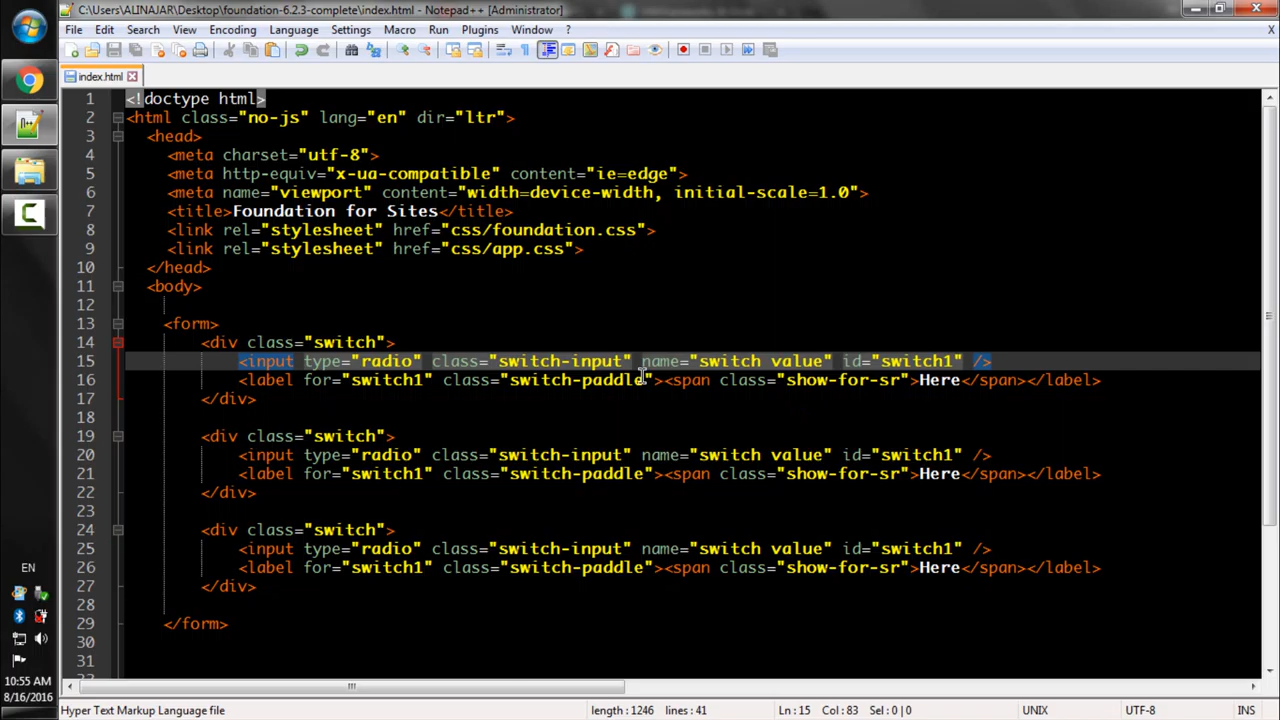 C:\Users\ALINAJAR\Desktop\foundation-6.2.3-complete\index.html - Notepad++ [Administrator]
File Edit Search View Encoding Language Settings Macro Run Plugins Window ? X
index.html
1 <!doctype html>
2 <html class="no-js" lang="en" dir="ltr">
3 <head>
4 <meta charset="utf-8">
5 <meta http-equiv="x-ua-compatible" content="ie=edge">
6 <meta name="viewport" content="width=device-width, initial-scale=1.0">
7 <title>Foundation for Sites</title>
8 <link rel="stylesheet" href="css/foundation.css">
9 <link rel="stylesheet" href="css/app.css">
10 </head>
11 <body>
12
13 <form>
14 <div class="switch">
15 <input type="radio" class="switch-input" name="switch value" id="switch1" />
16 <label for="switch1" class="switch-paddle"><span class="show-for-sr">Here</span></label>
17 </div>
18
19 <div class="switch">
20 <input type="radio" class="switch-input" name="switch value" id="switch1" />
21 <label for="switch1" class="switch-paddle"><span class="show-for-sr">Here</span></label>
22 </div>
23
24 <div class="switch">
25 <input type="radio" class="switch-input" name="switch value" id="switch1" />
26 <label for="switch1" class="switch-paddle"><span class="show-for-sr">Here</span></label>
27 </div>
28
29 </form>
30
31
EN
10:55 AM
8/16/2016
Hyper Text Markup Language file length : 1246 lines : 41 Ln : 15 Col : 83 Sel : 0 | 0 UNIX UTF-8 INS